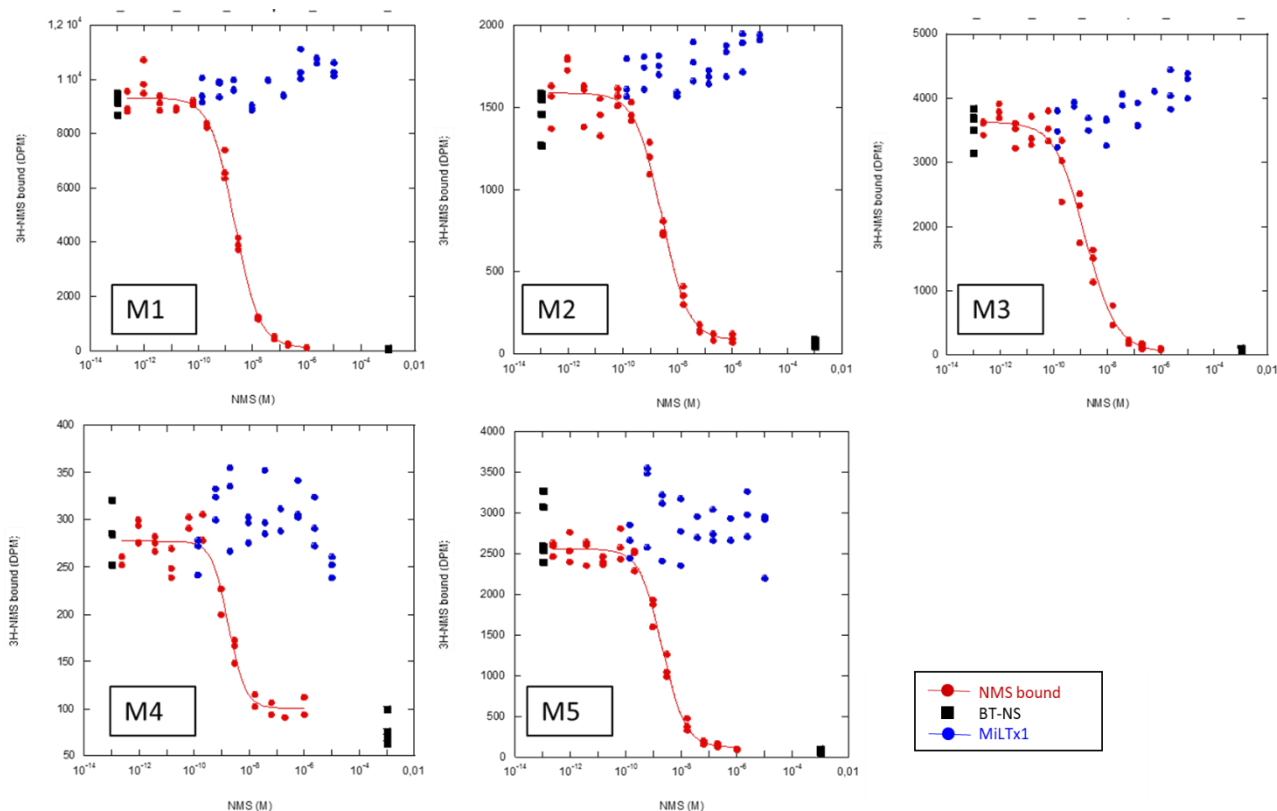 1,2 10⁴
1 10⁴
8000
6000
4000
2000
0
3H-NMS bound (DPM)
M1
10⁻¹⁴ 10⁻¹² 10⁻¹⁰ 10⁻⁸ 10⁻⁶ 10⁻⁴ 0,01
NMS (M)
2000
1500
1000
500
0
3H-NMS bound (DPM)
M2
10⁻¹⁴ 10⁻¹² 10⁻¹⁰ 10⁻⁸ 10⁻⁶ 10⁻⁴ 0,01
NMS (M)
5000
4000
3000
2000
1000
0
3H-NMS bound (DPM)
M3
10⁻¹⁴ 10⁻¹² 10⁻¹⁰ 10⁻⁸ 10⁻⁶ 10⁻⁴ 0,01
NMS (M)
400
350
300
250
200
150
100
50
3H-NMS bound (DPM)
M4
10⁻¹⁴ 10⁻¹² 10⁻¹⁰ 10⁻⁸ 10⁻⁶ 10⁻⁴ 0,01
NMS (M)
4000
3500
3000
2500
2000
1500
1000
500
0
3H-NMS bound (DPM)
M5
10⁻¹⁴ 10⁻¹² 10⁻¹⁰ 10⁻⁸ 10⁻⁶ 10⁻⁴ 0,01
NMS (M)
NMS bound
BT-NS
MiLTx1